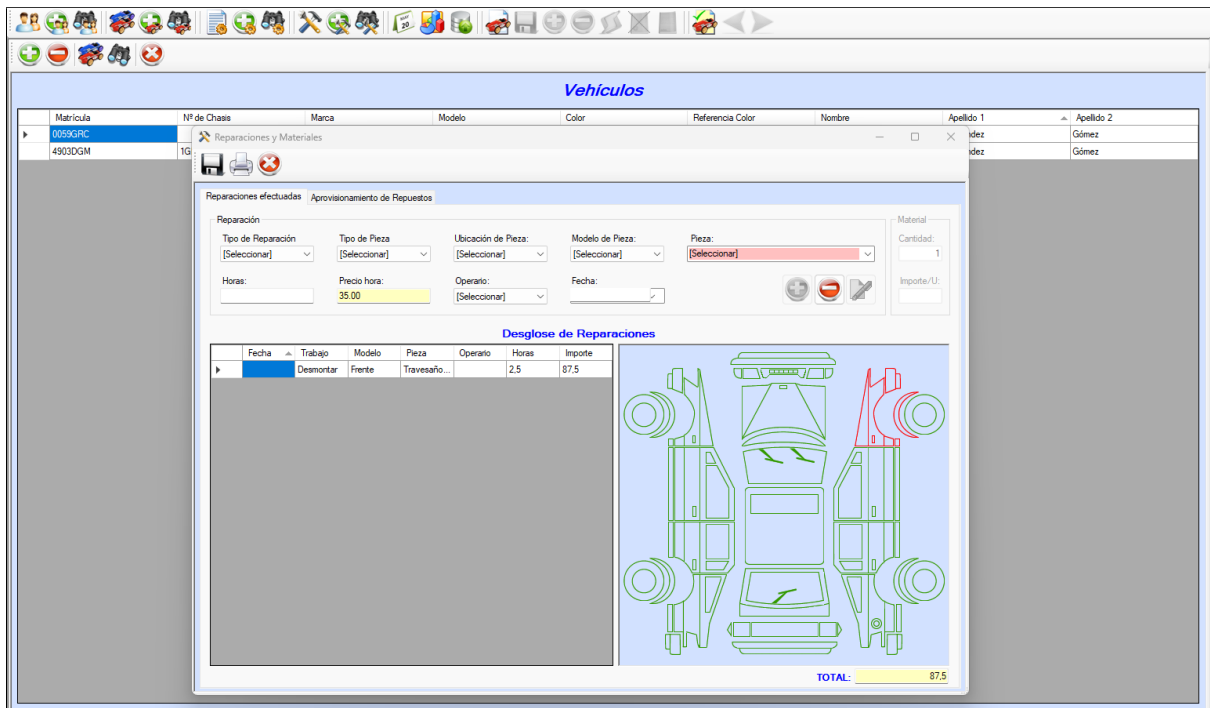 MAY
20
Vehículos
Matrícula Nº de Chasis Marca Modelo Color Referencia Color Nombre Apellido 1 Apellido 2
0059GRC Gómez
4903DGM 1G Gómez
Reparaciones y Materiales
Reparaciones efectuadas Aprovisionamiento de Repuestos
Reparación Material
Tipo de Reparación Tipo de Pieza Ubicación de Pieza: Modelo de Pieza: Pieza: Cantidad:
[Seleccionar] [Seleccionar] [Seleccionar] [Seleccionar] [Seleccionar] 1
Horas: Precio hora: Operario: Fecha: Importe/U:
35.00 [Seleccionar]
Desglose de Reparaciones
Fecha Trabajo Modelo Pieza Operario Horas Importe
Desmontar Frente Travesaño... 2,5 87,5
TOTAL: 87,5